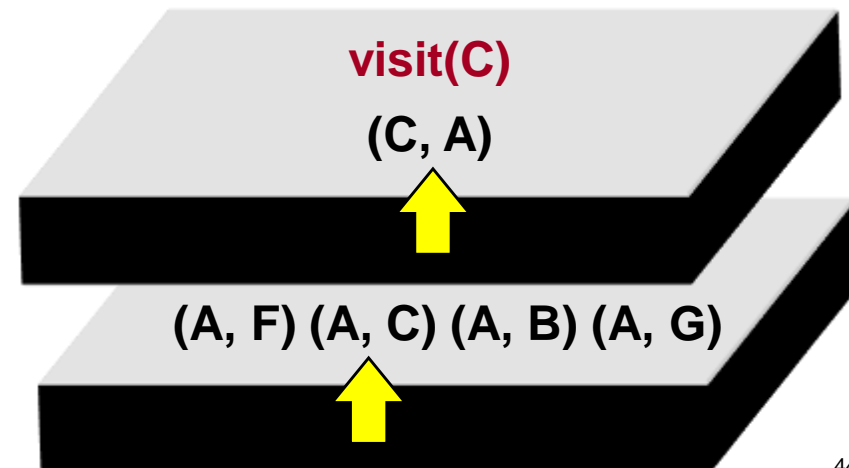 visit(C)
(C, A)
(A, F) (A, C) (A, B) (A, G)